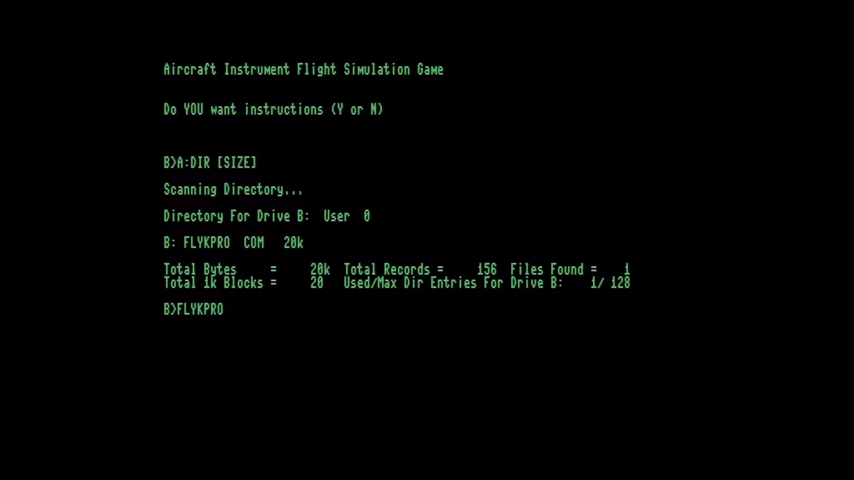 Aircraft Instrument Flight Simulation Game
Do YOU want instructions (Y or N)
B>A:DIR [SIZE]
Scanning Directory...
Directory For Drive B:  User  0
B: FLYKPRO  COM   20k
Total Bytes     =     20k  Total Records =     156  Files Found =    1
Total 1k Blocks =     20   Used/Max Dir Entries For Drive B:    1/ 128
B>FLYKPRO